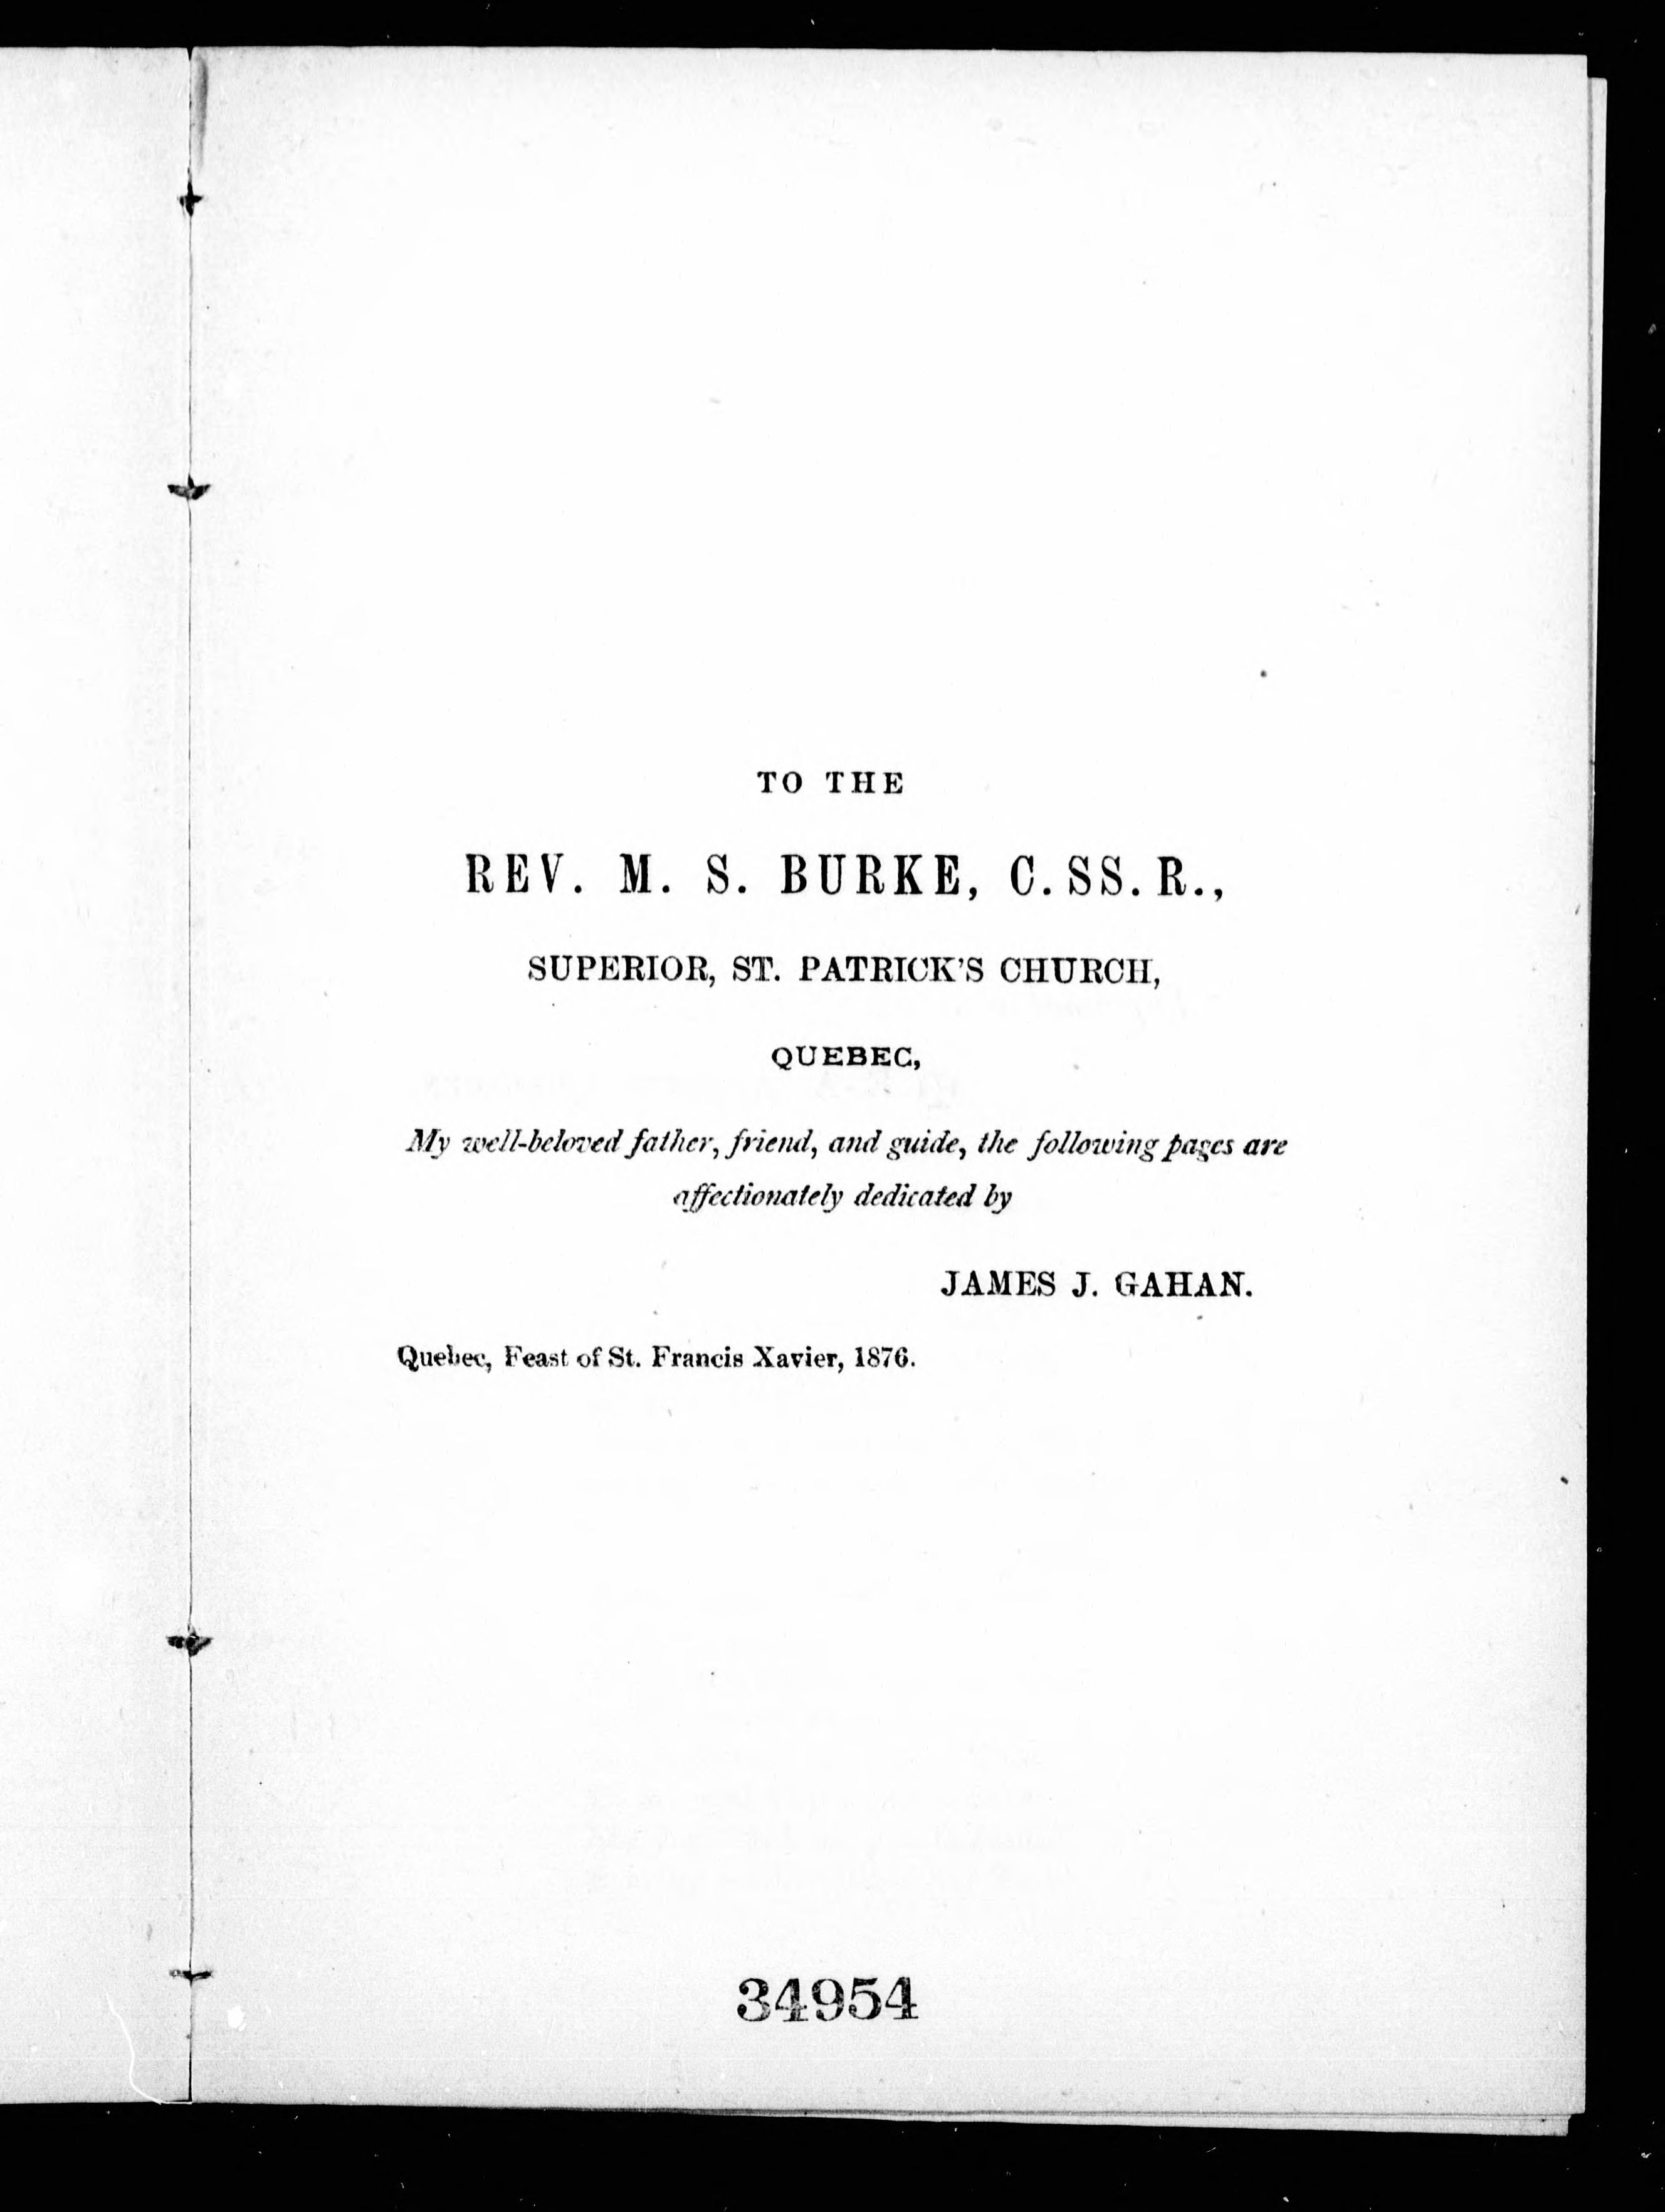 TO THE
REV. M. S. BURKE, C.SS.R.,
SUPERIOR, ST. PATRICK'S CHURCH,
QUEBEC,
My well-beloved father, friend, and guide, the following pages are
affectionately dedicated by
JAMES J. GAHAN.
Quebec, Feast of St. Francis Xavier, 1876.
34954